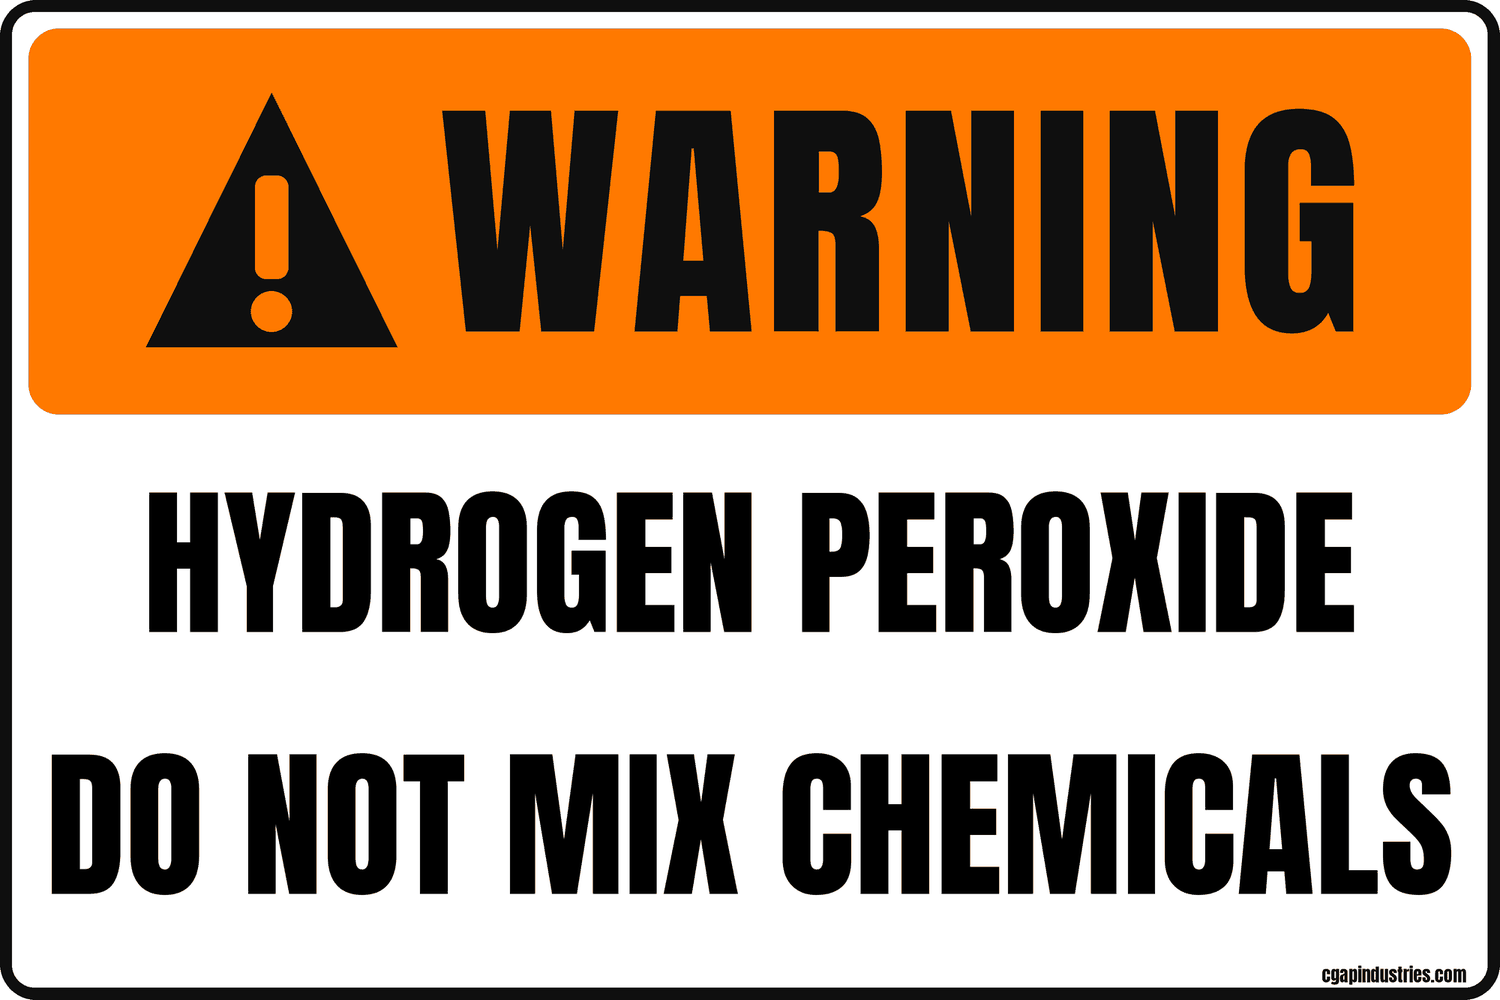 WARNING
HYDROGEN PEROXIDE
DO NOT MIX CHEMICALS
cgapindustries.com